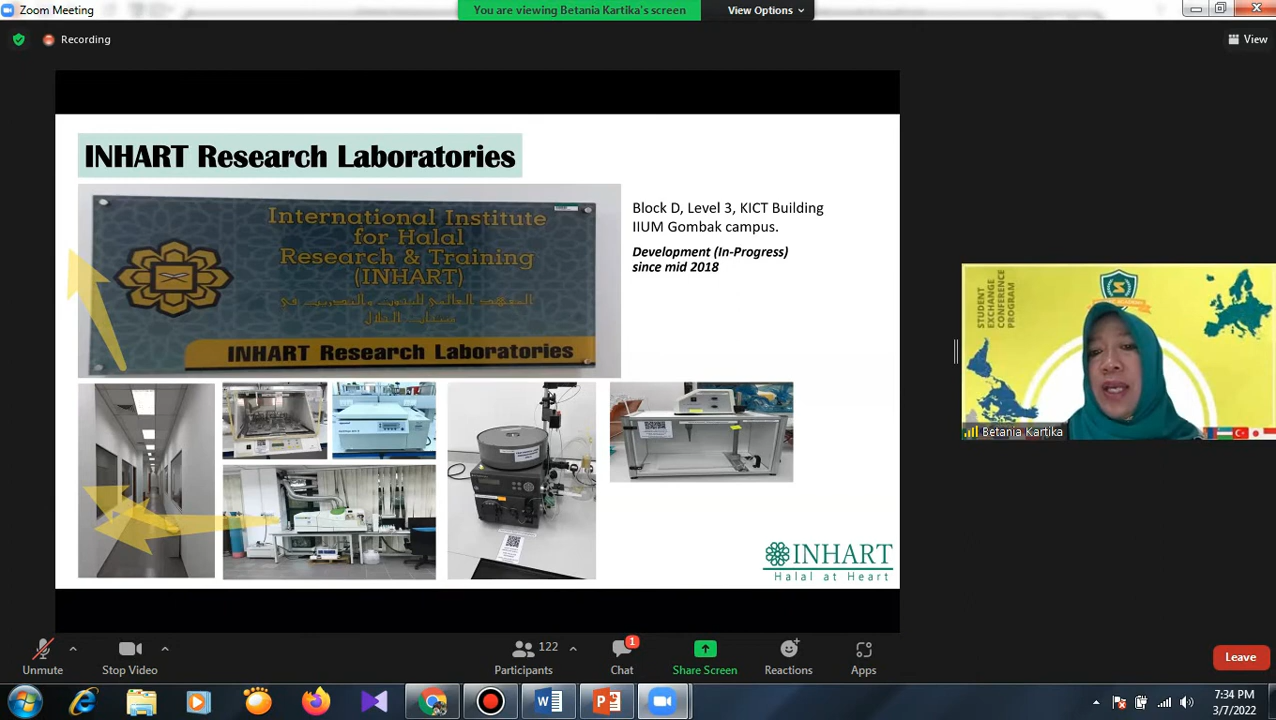 Zoom Meeting
You are viewing Betania Kartika's screen
View Options
Recording
View
INHART Research Laboratories
International Institute
for Halal
Research & Training
(INHART)
INHART Research Laboratories
Block D, Level 3, KICT Building
IIUM Gombak campus.
Development (In-Progress)
since mid 2018
INHART
Halal at Heart
STUDENT
EXCHANGE
CONFERENCE
PROGRAM
Betania Kartika
Unmute
Stop Video
122
Participants
1
Chat
Share Screen
Reactions
Apps
Leave
7:34 PM
3/7/2022